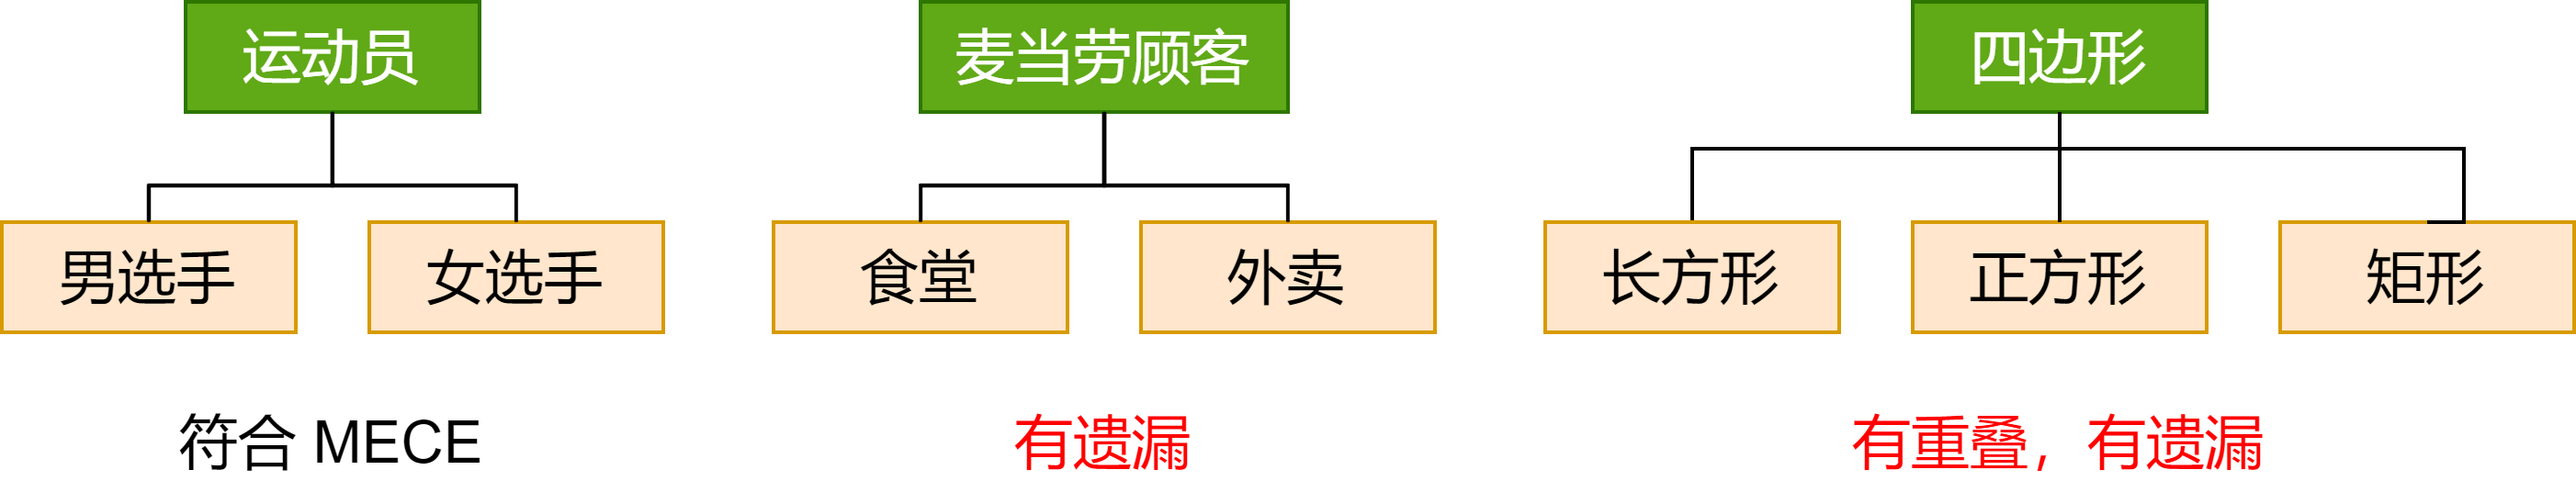 运动员
麦当劳顾客
四边形
男选手
女选手
食堂
外卖
长方形
正方形
矩形
符合 MECE
有遗漏
有重叠，有遗漏